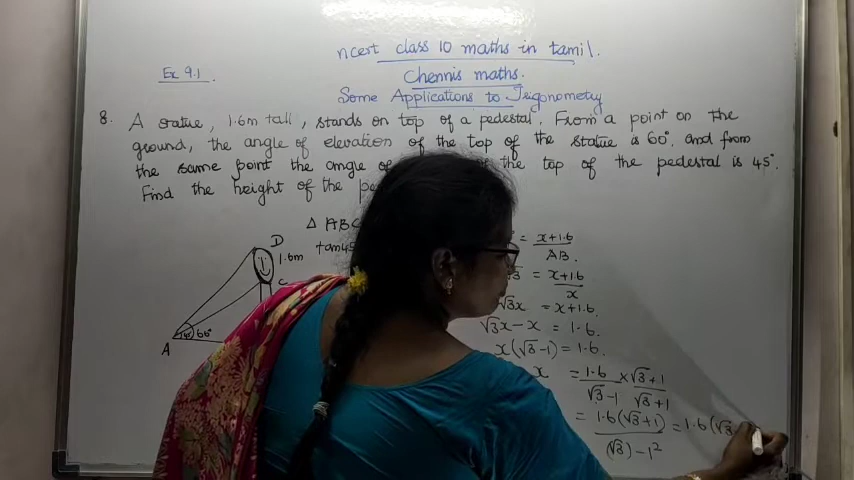 ncert class 10 maths in tamil.
Ex 9.1.
Chennis maths.
Some Applications to Trigonometry
8. A statue, 1.6m tall, stands on top of a pedestal. From a point on the
ground, the angle of elevation of the top of the statue is 60°. and from
the same point the angle of the top of the pedestal is 45°.
Find the height of the
Δ ABC
tan45
= x+1.6 / AB.
= x+1.6 / x
√3x = x+1.6.
√3x - x = 1.6.
x(√3-1) = 1.6.
x = 1.6 / √3-1 × √3+1 / √3+1
= 1.6(√3+1) / (√3) - 1² = 1.6(√3
D
1.6m
C
45° 60°
A